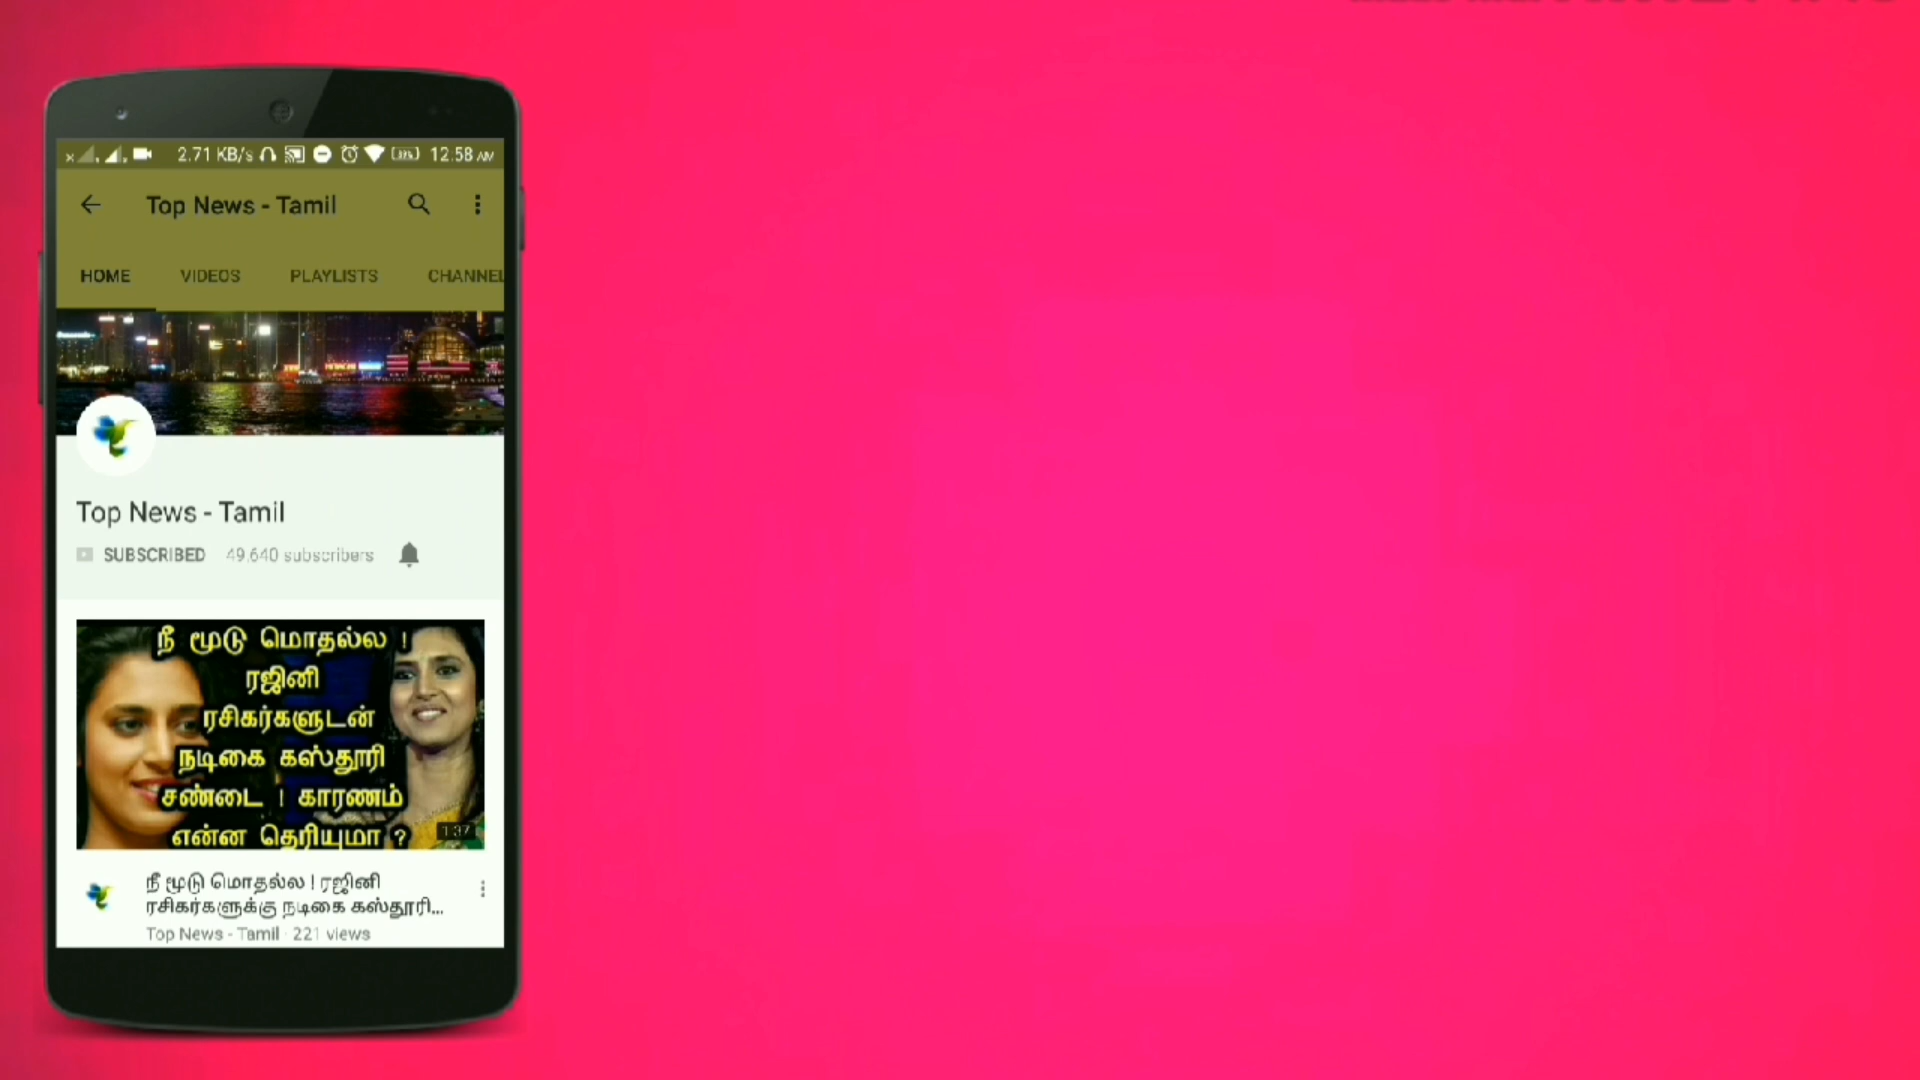 2.71 KB/s 12.58 AM
Top News - Tamil
HOME VIDEOS PLAYLISTS CHANNEL
Top News - Tamil
SUBSCRIBED 49,640 subscribers
நீ மூடு மொதல்ல !
ரஜினி
ரசிகர்களுடன்
நடிகை கஸ்தூரி
சண்டை | காரணம்
என்ன தெரியுமா ?
1:37
நீ மூடு மொதல்ல ! ரஜினி
ரசிகர்களுக்கு நடிகை கஸ்தூரி...
Top News - Tamil · 221 views